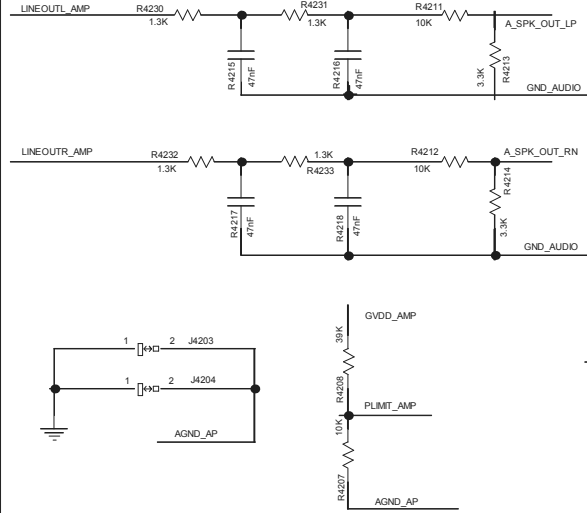 LINEOUTL_AMP R4230 1.3K R4231 1.3K R4211 10K A_SPK_OUT_LP
R4215 47nF R4216 47nF 3.3K R4213
GND_AUDIO
LINEOUTR_AMP R4232 1.3K 1.3K R4233 R4212 10K A_SPK_OUT_RN
R4217 47nF R4218 47nF R4214 3.3K
GND_AUDIO
GVDD_AMP
39K R4208
1 2 J4203
1 2 J4204
PLIMIT_AMP
10K R4207
AGND_AP
AGND_AP